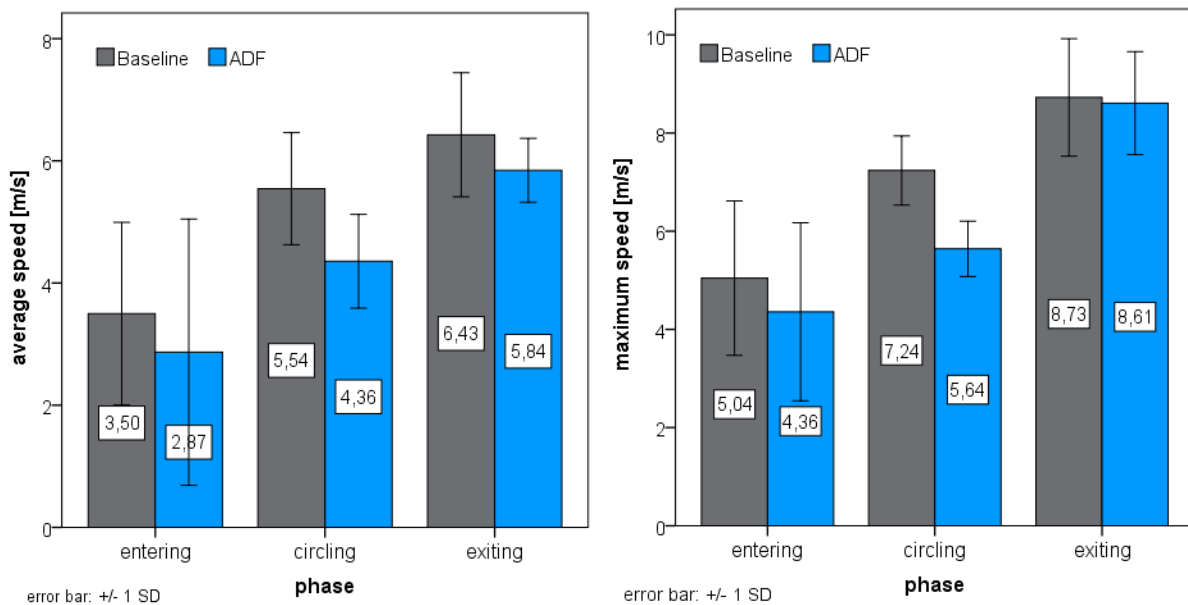 Baseline ADF
average speed [m/s]
8
6
4
2
0
3,50
2,87
5,54
4,36
6,43
5,84
entering circling exiting
phase
error bar: +/- 1 SD
Baseline ADF
maximum speed [m/s]
10
8
6
4
2
0
5,04
4,36
7,24
5,64
8,73
8,61
entering circling exiting
phase
error bar: +/- 1 SD